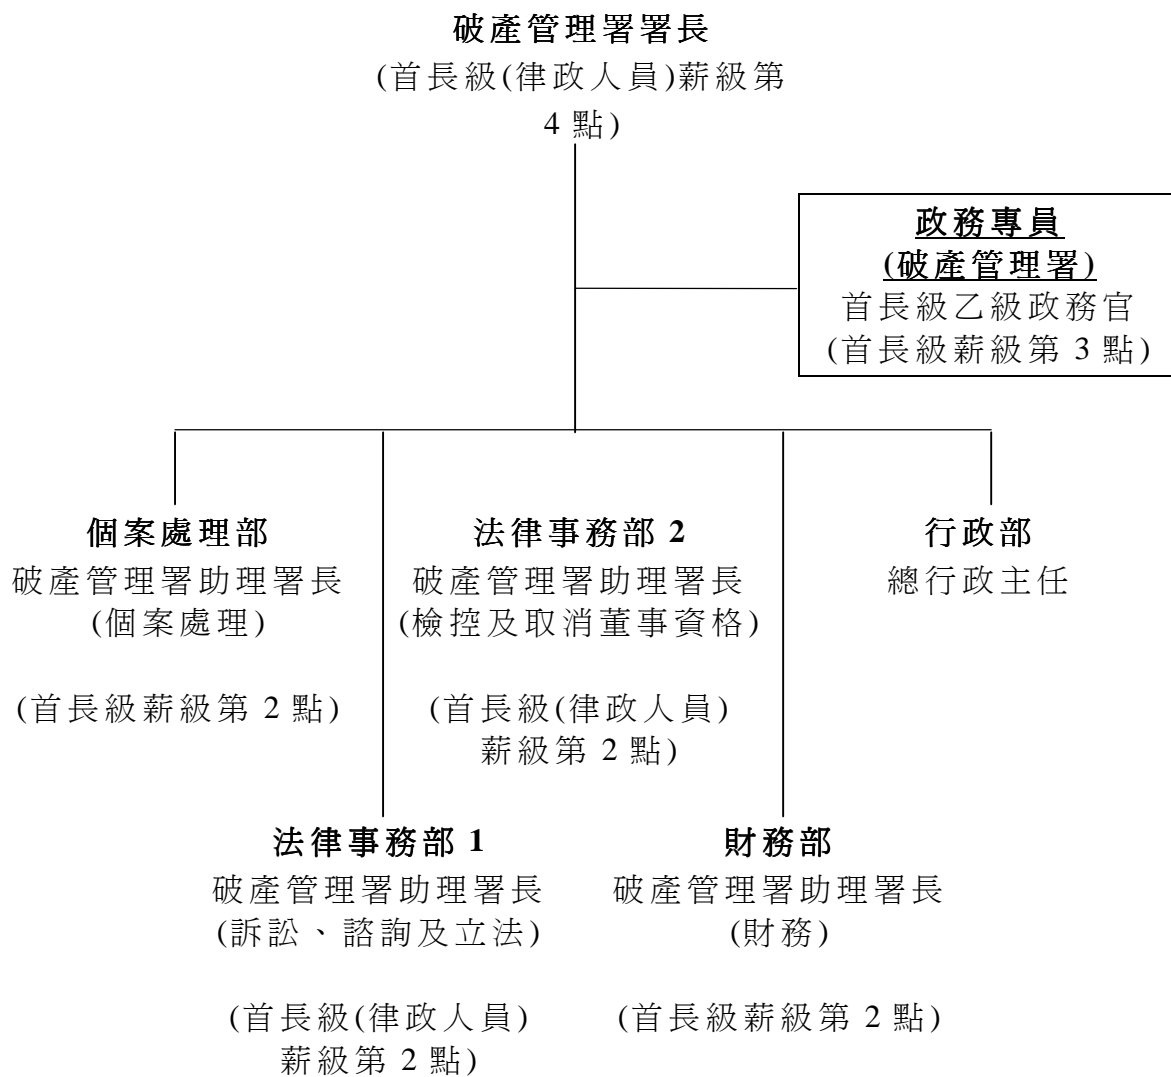 破產管理署署長
(首長級(律政人員)薪級第
4 點)
政務專員
(破產管理署)
首長級乙級政務官
(首長級薪級第 3 點)
個案處理部
破產管理署助理署長
(個案處理)
(首長級薪級第 2 點)
法律事務部 2
破產管理署助理署長
(檢控及取消董事資格)
(首長級(律政人員)
薪級第 2 點)
行政部
總行政主任
法律事務部 1
破產管理署助理署長
(訴訟、諮詢及立法)
(首長級(律政人員)
薪級第 2 點)
財務部
破產管理署助理署長
(財務)
(首長級薪級第 2 點)